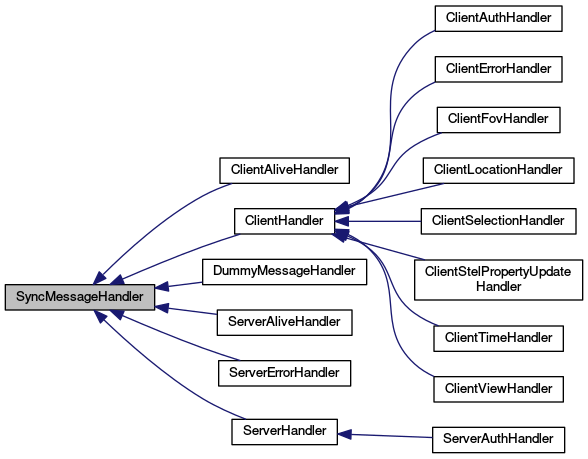 ClientAuthHandler
ClientErrorHandler
ClientFovHandler
ClientAliveHandler
ClientLocationHandler
ClientHandler
ClientSelectionHandler
DummyMessageHandler
ClientStelPropertyUpdate
Handler
SyncMessageHandler
ServerAliveHandler
ClientTimeHandler
ServerErrorHandler
ClientViewHandler
ServerHandler
ServerAuthHandler